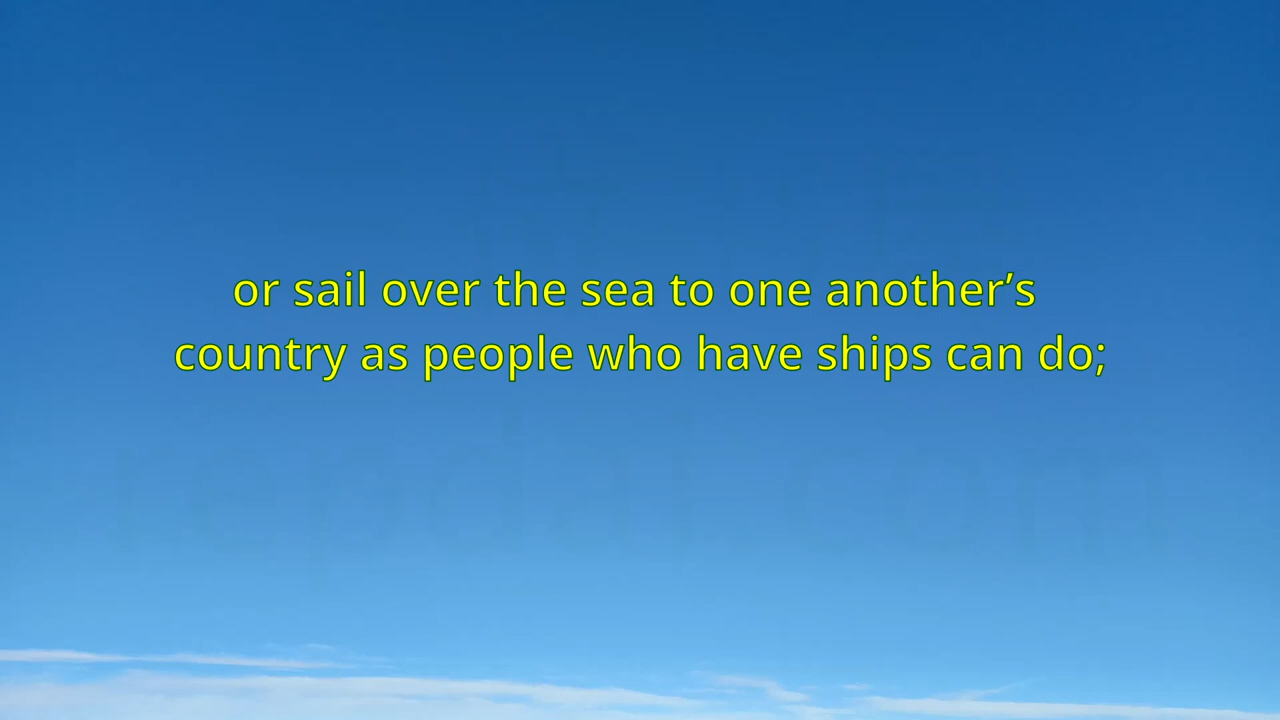 or sail over the sea to one another’s
country as people who have ships can do;